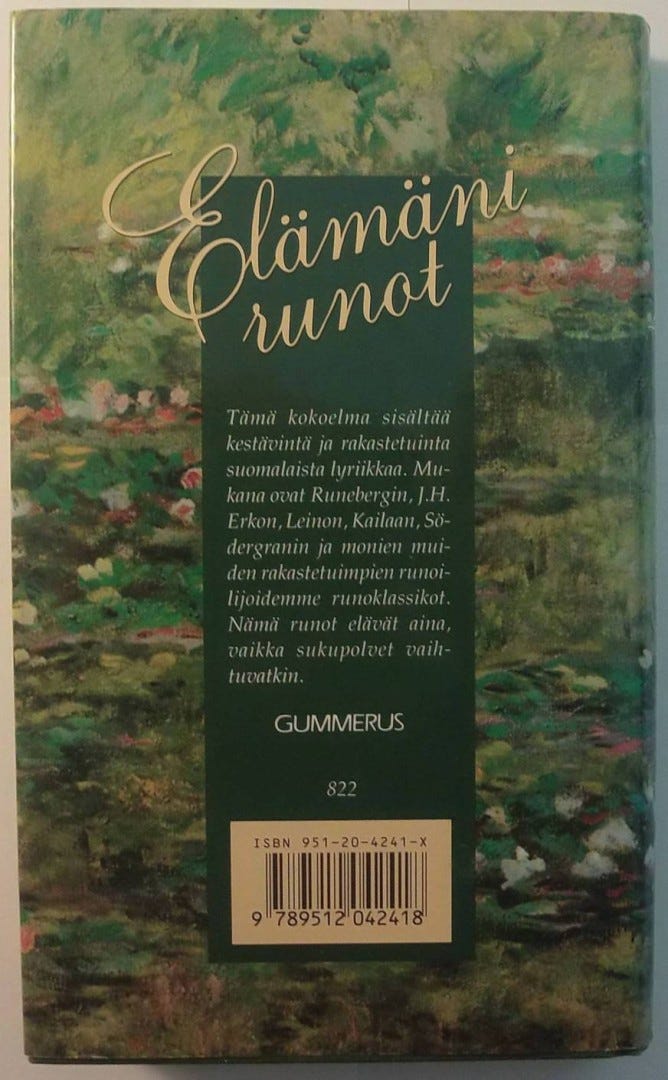 Elämäni
runot
Tämä kokoelma sisältää
kestävintä ja rakastetuinta
suomalaista lyriikkaa. Mu-
kana ovat Runebergin, J.H.
Erkon, Leinon, Kailaan, Sö-
dergranin ja monien mui-
den rakastetuimpien runoi-
lijoidemme runoklassikot.
Nämä runot elävät aina,
vaikka sukupolvet vaih-
tuvatkin.
GUMMERUS
822
ISBN 951-20-4241-X
9 789512 042418